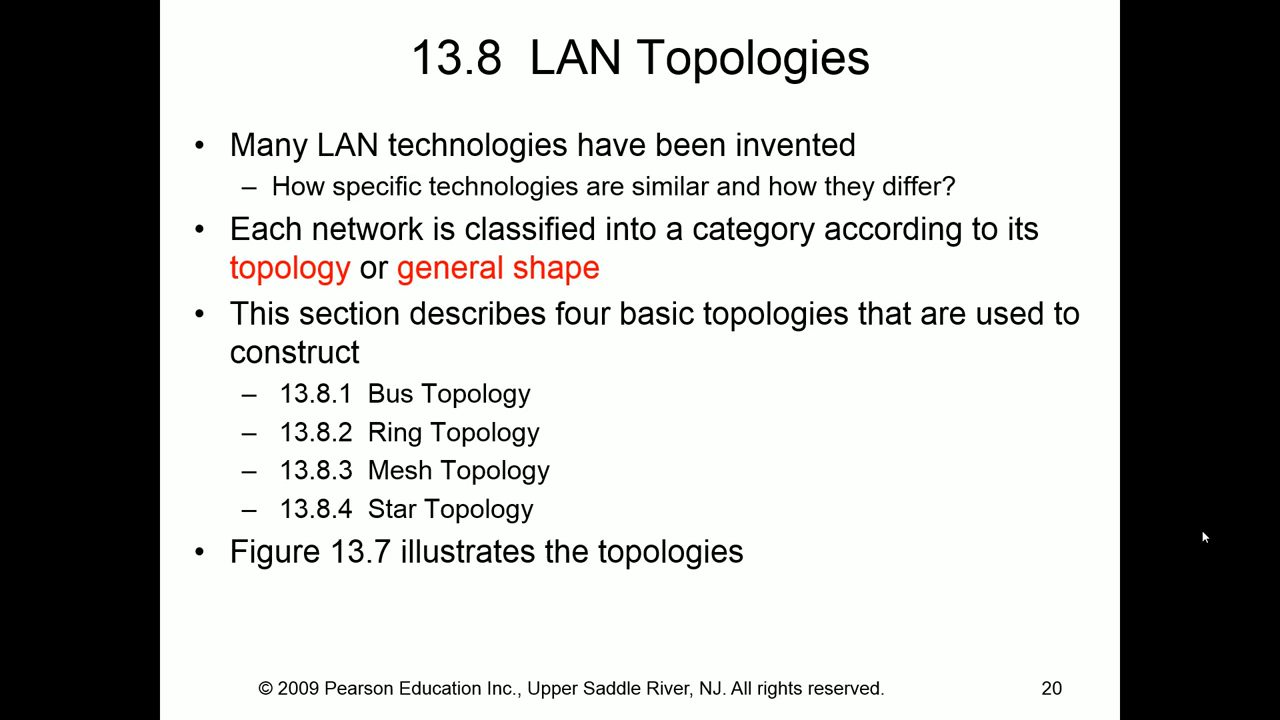 13.8 LAN Topologies
• Many LAN technologies have been invented
– How specific technologies are similar and how they differ?
• Each network is classified into a category according to its
topology or general shape
• This section describes four basic topologies that are used to
construct
– 13.8.1 Bus Topology
– 13.8.2 Ring Topology
– 13.8.3 Mesh Topology
– 13.8.4 Star Topology
• Figure 13.7 illustrates the topologies
© 2009 Pearson Education Inc., Upper Saddle River, NJ. All rights reserved. 20